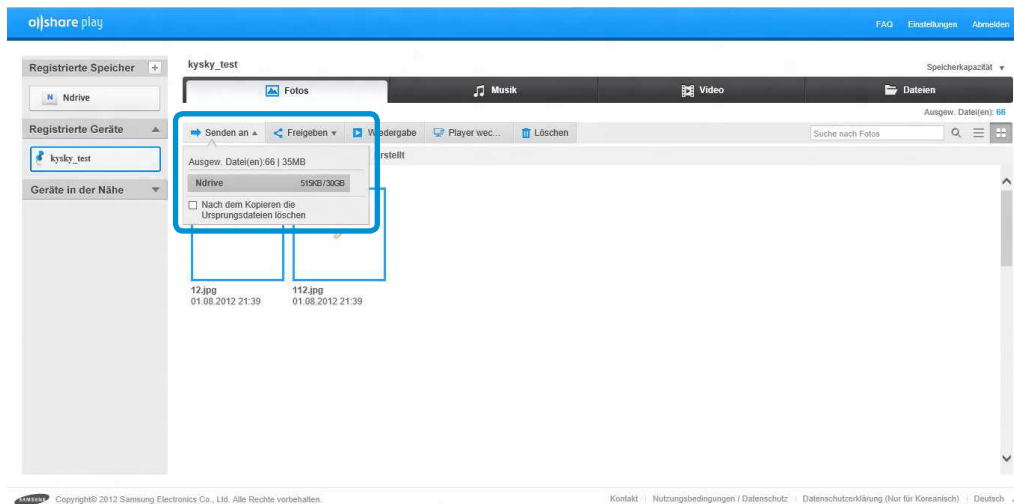 allshare play
FAQ Einstellungen Abmelden
Registrierte Speicher +
Ndrive
Registrierte Geräte
kysky_test
Geräte in der Nähe
kysky_test
Speicherkapazität
Fotos Musik Video Dateien
Ausgew. Datei(en): 66
Senden an Freigeben Wiedergabe Player wec... Löschen
Suche nach Fotos
Ausgew. Datei(en):66 | 35MB
Ndrive 515KB/30GB
Nach dem Kopieren die
Ursprungsdateien löschen
12.jpg 112.jpg
01.08.2012 21:39 01.08.2012 21:39
SAMSUNG Copyright© 2012 Samsung Electronics Co., Ltd. Alle Rechte vorbehalten.
Kontakt | Nutzungsbedingungen / Datenschutz | Datenschutzerklärung (Nur für Koreanisch) | Deutsch